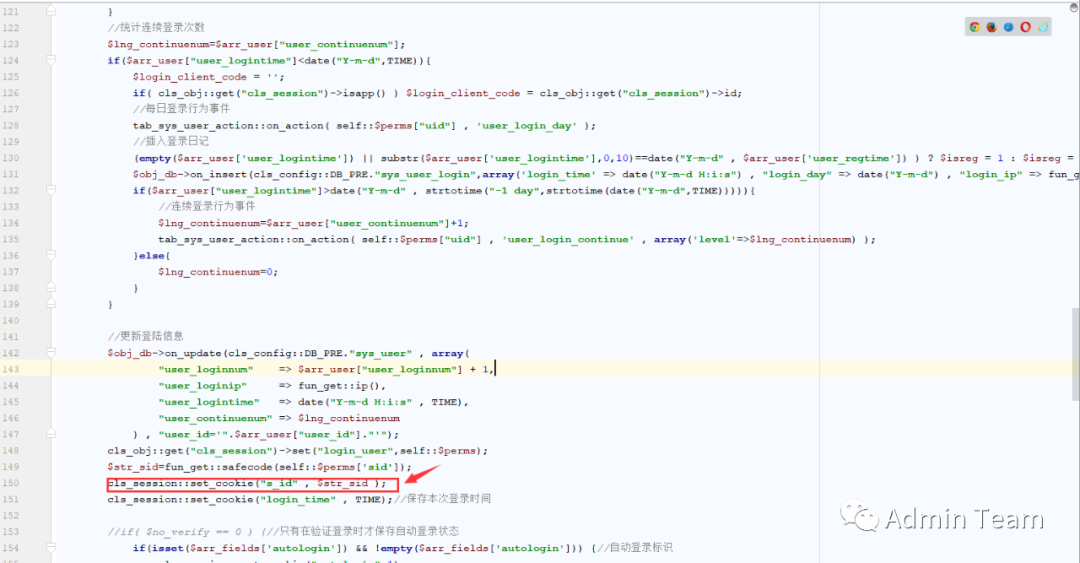 121 }
122 //统计连续登录次数
123 $lng_continuenum=$arr_user["user_continuenum"];
124 if($arr_user["user_logintime"]<date("Y-m-d",TIME)){
125 $login_client_code = '';
126 if( cls_obj::get("cls_session")->isapp() ) $login_client_code = cls_obj::get("cls_session")->id;
127 //每日登录行为事件
128 tab_sys_user_action::on_action( self::$perms["uid"] , 'user_login_day' );
129 //插入登录日记
130 (empty($arr_user['user_logintime']) || substr($arr_user['user_logintime'],0,10)==date("Y-m-d" , $arr_user['user_regtime']) ) ? $isreg = 1 : $isreg =
131 $obj_db->on_insert(cls_config::DB_PRE."sys_user_login",array('login_time' => date("Y-m-d H:i:s") , "login_day" => date("Y-m-d") , "login_ip" => fun_g
132 if($arr_user["user_logintime"]>date("Y-m-d" , strtotime("-1 day",strtotime(date("Y-m-d",TIME))))){
133 //连续登录行为事件
134 $lng_continuenum=$arr_user["user_continuenum"]+1;
135 tab_sys_user_action::on_action( self::$perms["uid"] , 'user_login_continue' , array('level'=>$lng_continuenum) );
136 }else{
137 $lng_continuenum=0;
138 }
139 }
140
141 //更新登陆信息
142 $obj_db->on_update(cls_config::DB_PRE."sys_user" , array(
143 "user_loginnum" => $arr_user["user_loginnum"] + 1,
144 "user_loginip" => fun_get::ip(),
145 "user_logintime" => date("Y-m-d H:i:s" , TIME),
146 "user_continuenum" => $lng_continuenum
147 ) , "user_id='".$arr_user["user_id"]."'");
148 cls_obj::get("cls_session")->set("login_user",self::$perms);
149 $str_sid=fun_get::safecode(self::$perms['sid']);
150 cls_session::set_cookie("s_id" , $str_sid );
151 cls_session::set_cookie("login_time" , TIME);//保存本次登录时间
152
153 //if( $no_verify == 0 ) {//只有在验证登录时才保存自动登录状态
154 if(isset($arr_fields['autologin']) && !empty($arr_fields['autologin'])) {//自动登录标识
Admin Team